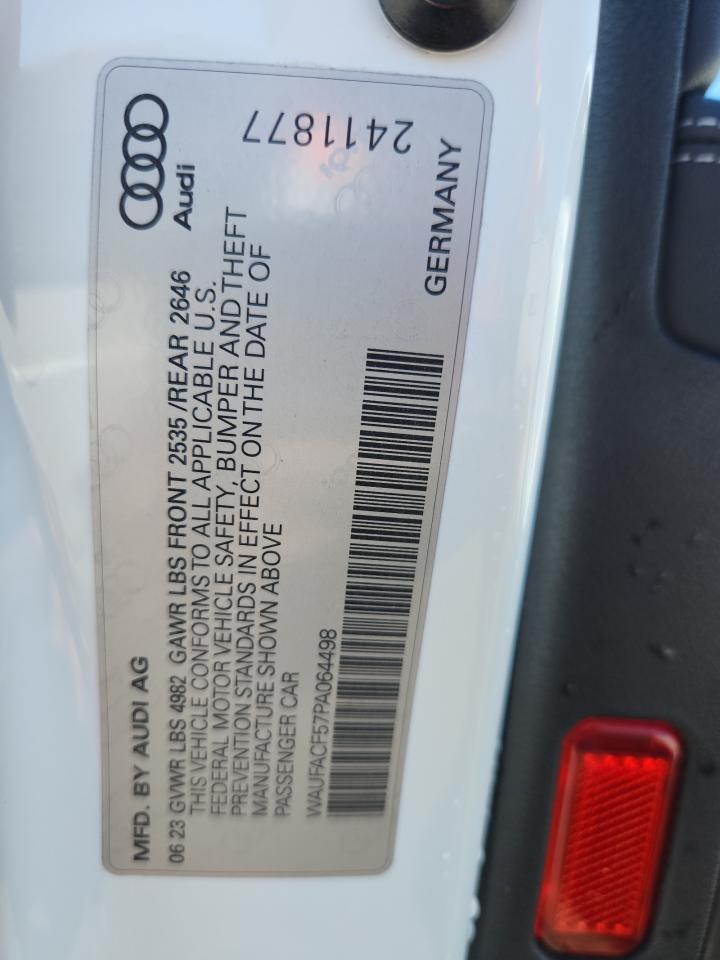 MFD. BY AUDI AG
06 23 GVWR LBS 4982 GAWR LBS FRONT 2535 /REAR 2646
THIS VEHICLE CONFORMS TO ALL APPLICABLE U.S.
FEDERAL MOTOR VEHICLE SAFETY, BUMPER AND THEFT
PREVENTION STANDARDS IN EFFECT ON THE DATE OF
MANUFACTURE SHOWN ABOVE
PASSENGER CAR
WAUFACF57PA064498
Audi
2411877
GERMANY